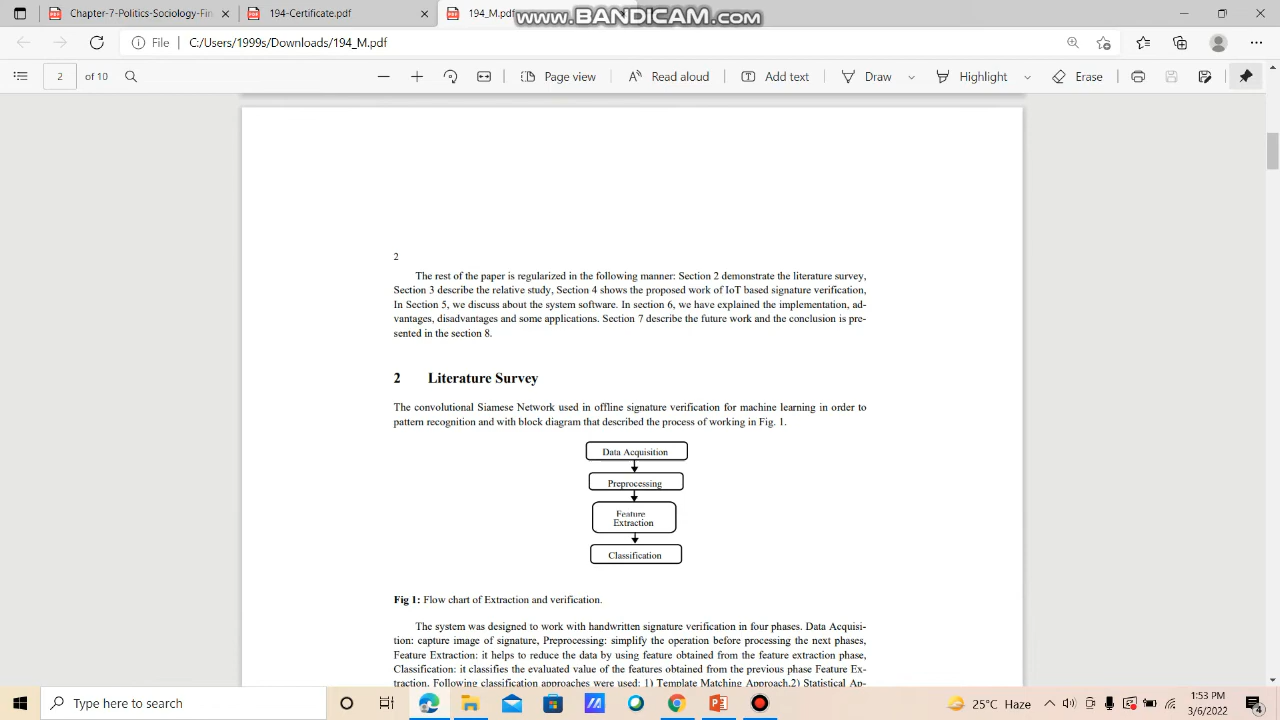 Chapter-7-Politics-Sociology-Fin
194-Certificate.pdf
194_M.pdf
www.BANDICAM.com
File
C:/Users/1999s/Downloads/194_M.pdf
2 of 10
Page view
Read aloud
Add text
Draw
Highlight
Erase
2
The rest of the paper is regularized in the following manner: Section 2 demonstrate the literature survey,
Section 3 describe the relative study, Section 4 shows the proposed work of IoT based signature verification,
In Section 5, we discuss about the system software. In section 6, we have explained the implementation, ad-
vantages, disadvantages and some applications. Section 7 describe the future work and the conclusion is pre-
sented in the section 8.
2 Literature Survey
The convolutional Siamese Network used in offline signature verification for machine learning in order to
pattern recognition and with block diagram that described the process of working in Fig. 1.
Data Acquisition
Preprocessing
Feature
Extraction
Classification
Fig 1: Flow chart of Extraction and verification.
The system was designed to work with handwritten signature verification in four phases. Data Acquisi-
tion: capture image of signature, Preprocessing: simplify the operation before processing the next phases,
Feature Extraction: it helps to reduce the data by using feature obtained from the feature extraction phase,
Classification: it classifies the evaluated value of the features obtained from the previous phase Feature Ex-
traction. Following classification approaches were used: 1) Template Matching Approach.2) Statistical Ap-
Type here to search
25°C Haze
1:53 PM
3/6/2022
4